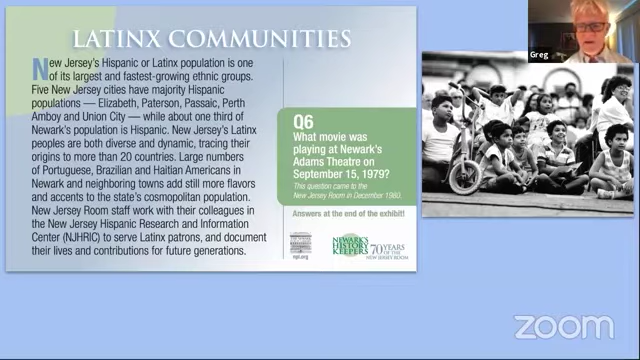 LATINX COMMUNITIES
New Jersey's Hispanic or Latinx population is one
of its largest and fastest-growing ethnic groups.
Five New Jersey cities have majority Hispanic
populations — Elizabeth, Paterson, Passaic, Perth
Amboy and Union City — while about one third of
Newark's population is Hispanic. New Jersey's Latinx
peoples are both diverse and dynamic, tracing their
origins to more than 20 countries. Large numbers
of Portuguese, Brazilian and Haitian Americans in
Newark and neighboring towns add still more flavors
and accents to the state's cosmopolitan population.
New Jersey Room staff work with their colleagues in
the New Jersey Hispanic Research and Information
Center (NJHRIC) to serve Latinx patrons, and document
their lives and contributions for future generations.
Q6
What movie was
playing at Newark's
Adams Theatre on
September 15, 1979?
This question came to the
New Jersey Room in December 1980.
Answers at the end of the exhibit!
npl.org
NEWARK'S
HISTORY
KEEPERS
70 YEARS
OF THE
NEW JERSEY ROOM
Greg
zoom